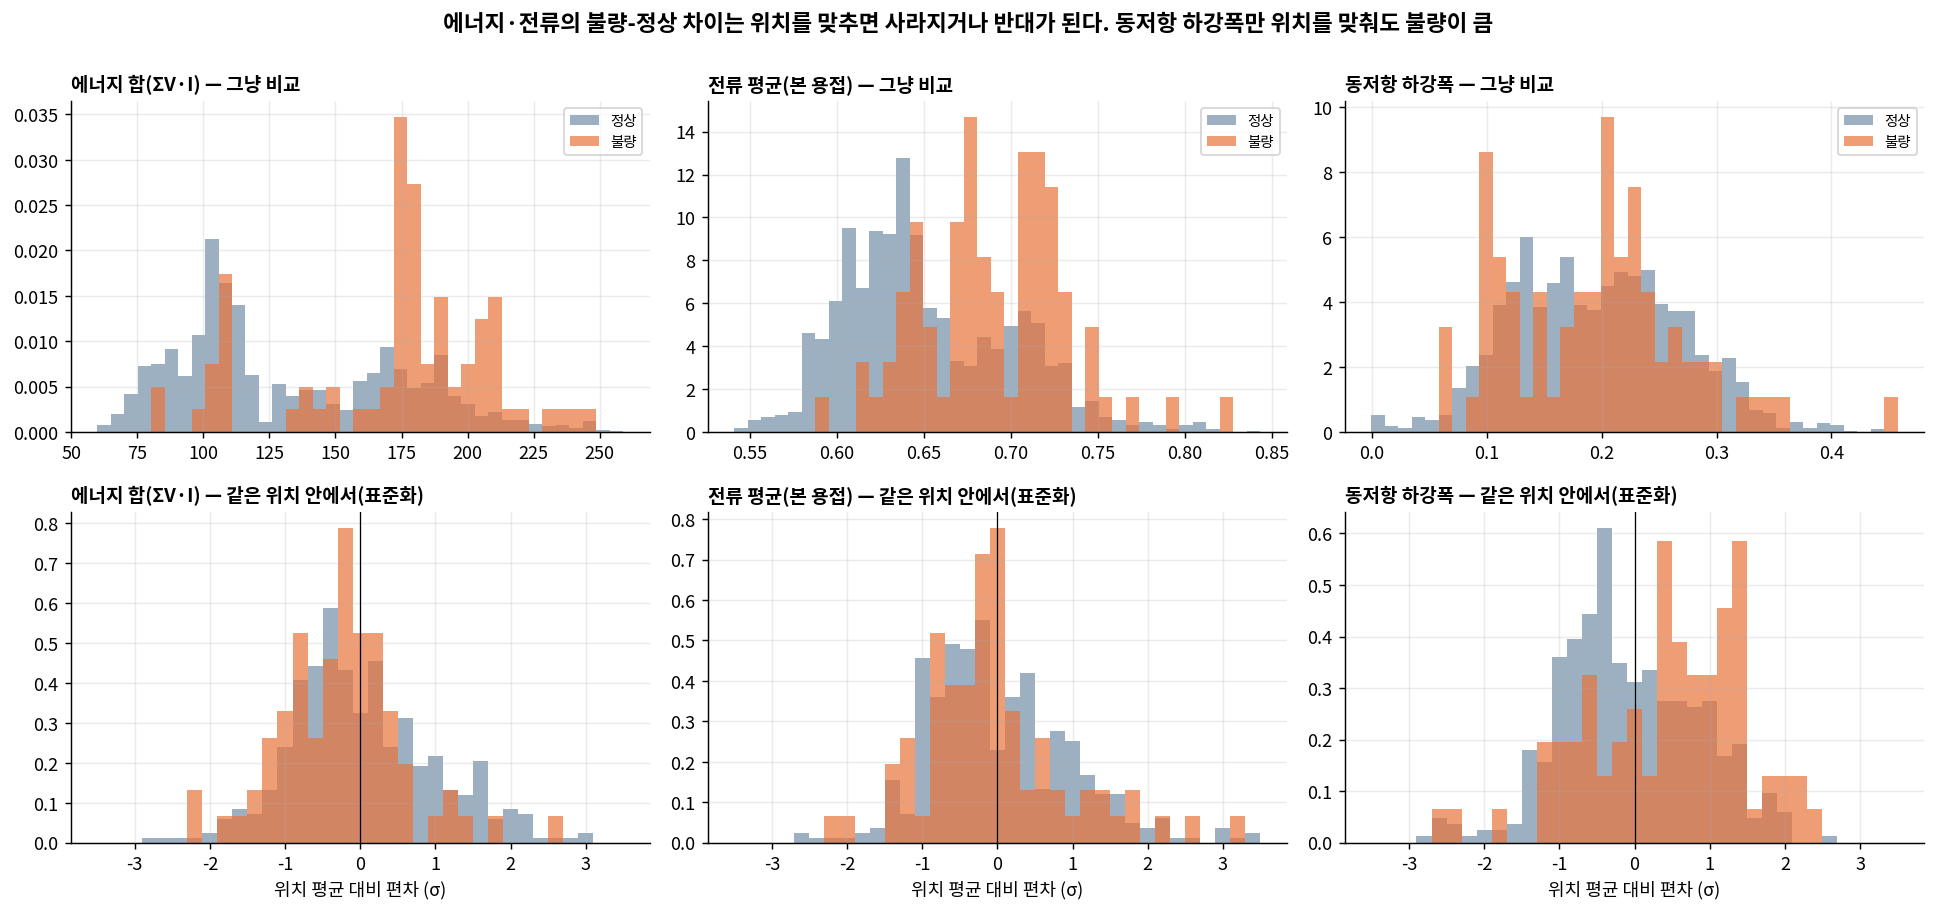 에너지·전류의 불량-정상 차이는 위치를 맞추면 사라지거나 반대가 된다. 동저항 하강폭만 위치를 맞춰도 불량이 큼
에너지 합(ΣV·I) — 그냥 비교
전류 평균(본 용접) — 그냥 비교
동저항 하강폭 — 그냥 비교
정상
불량
0.035
0.030
0.025
0.020
0.015
0.010
0.005
0.000
50 75 100 125 150 175 200 225 250
정상
불량
14
12
10
8
6
4
2
0
0.55 0.60 0.65 0.70 0.75 0.80 0.85
정상
불량
10
8
6
4
2
0
0.0 0.1 0.2 0.3 0.4
에너지 합(ΣV·I) — 같은 위치 안에서(표준화)
0.8
0.7
0.6
0.5
0.4
0.3
0.2
0.1
0.0
-3 -2 -1 0 1 2 3
위치 평균 대비 편차 (σ)
전류 평균(본 용접) — 같은 위치 안에서(표준화)
0.8
0.7
0.6
0.5
0.4
0.3
0.2
0.1
0.0
-3 -2 -1 0 1 2 3
위치 평균 대비 편차 (σ)
동저항 하강폭 — 같은 위치 안에서(표준화)
0.6
0.5
0.4
0.3
0.2
0.1
0.0
-3 -2 -1 0 1 2 3
위치 평균 대비 편차 (σ)